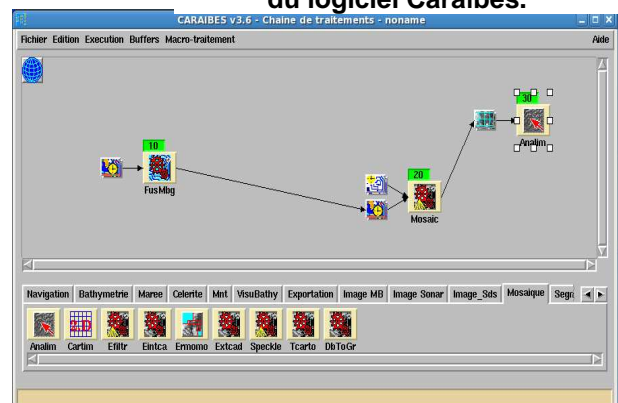 du logiciel Caraibes.
CARAIBES v3.6 - Chaine de traitements - noname
Fichier Edition Execution Buffers Macro-traitement Aide
30
Analim
10
FusMbg
20
Mosaic
Navigation Bathymetrie Maree Celerite Mnt VisuBathy Exportation Image MB Image Sonar Image_Sds Mosaique Segr
2D
Analim Cartim Efiltr Eintca Ermomo Extcad Speckle Tcarto DbToGr